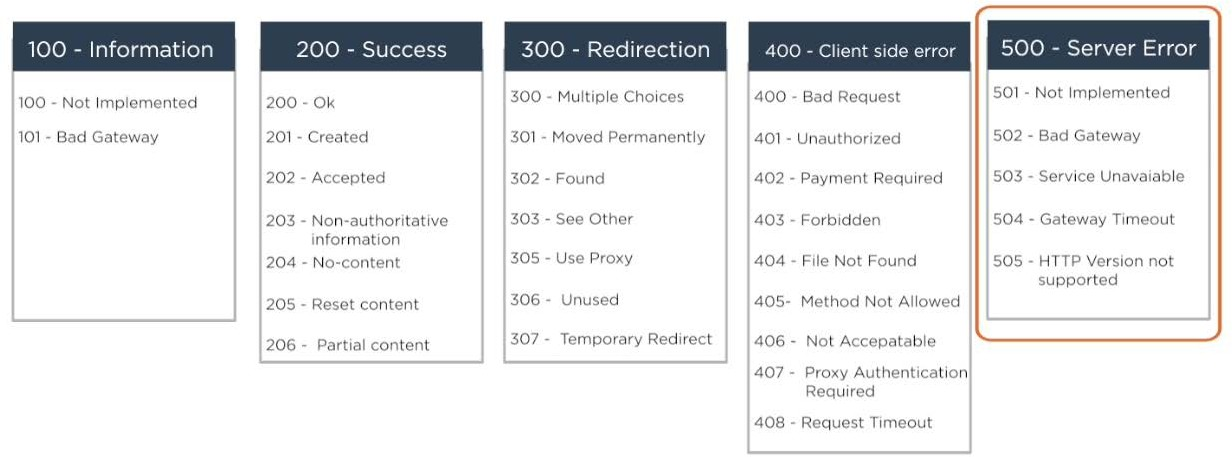 100 - Information
100 - Not Implemented
101 - Bad Gateway
200 - Success
200 - Ok
201 - Created
202 - Accepted
203 - Non-authoritative
information
204 - No-content
205 - Reset content
206 - Partial content
300 - Redirection
300 - Multiple Choices
301 - Moved Permanently
302 - Found
303 - See Other
305 - Use Proxy
306 - Unused
307 - Temporary Redirect
400 - Client side error
400 - Bad Request
401 - Unauthorized
402 - Payment Required
403 - Forbidden
404 - File Not Found
405- Method Not Allowed
406 - Not Accepatable
407 - Proxy Authentication
Required
408 - Request Timeout
500 - Server Error
501 - Not Implemented
502 - Bad Gateway
503 - Service Unavaiable
504 - Gateway Timeout
505 - HTTP Version not
supported